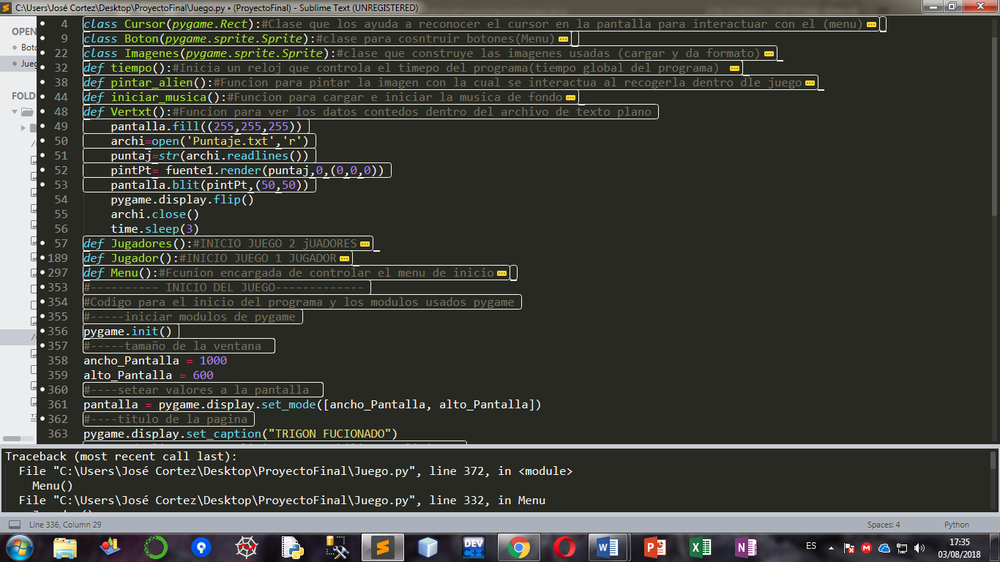 C:\Users\José Cortez\Desktop\ProyectoFinal\Juego.py • (ProyectoFinal) - Sublime Text (UNREGISTERED)
OPEN
Boto
Jueg
FOLD
4 class Cursor(pygame.Rect):#Clase que los ayuda a reconocer el cursor en la pantalla para interactuar con el (menu)
9 class Boton(pygame.sprite.Sprite):#clase para cosntruir botones(Menu)
22 class Imagenes(pygame.sprite.Sprite):#clase que construye las imagenes usadas (cargar y da formato)
32 def tiempo():#Inicia un reloj que controla el timepo del programa(tiempo global del programa)
38 def pintar_alien():#Funcion para pintar la imagen con la cual se interactua al recogerla dentro dle juego
44 def iniciar_musica():#Funcion para cargar e iniciar la musica de fondo
48 def Vertxt():#Funcion para ver los datos contedos dentro del archivo de texto plano
49 pantalla.fill((255,255,255))
50 archi=open('Puntaje.txt','r')
51 puntaj=str(archi.readlines())
52 pintPt= fuente1.render(puntaj,0,(0,0,0))
53 pantalla.blit(pintPt,(50,50))
54 pygame.display.flip()
55 archi.close()
56 time.sleep(3)
57 def Jugadores():#INICIO JUEGO 2 jUADORES
189 def Jugador():#INICIO JUEGO 1 JUGADOR
297 def Menu():#Fcunion encargada de controlar el menu de inicio
353 #---------- INICIO DEL JUEGO-------------
354 #Codigo para el inicio del programa y los modulos usados pygame
355 #-----iniciar modulos de pygame
356 pygame.init()
357 #-----tamaño de la ventana
358 ancho_Pantalla = 1000
359 alto_Pantalla = 600
360 #----setear valores a la pantalla
361 pantalla = pygame.display.set_mode([ancho_Pantalla, alto_Pantalla])
362 #----titulo de la pagina
363 pygame.display.set_caption("TRIGON FUCIONADO")
Traceback (most recent call last):
File "C:\Users\José Cortez\Desktop\ProyectoFinal\Juego.py", line 372, in <module>
Menu()
File "C:\Users\José Cortez\Desktop\ProyectoFinal\Juego.py", line 332, in Menu
Line 336, Column 29
Spaces: 4
Python
DEV C++
ES
17:35
03/08/2018